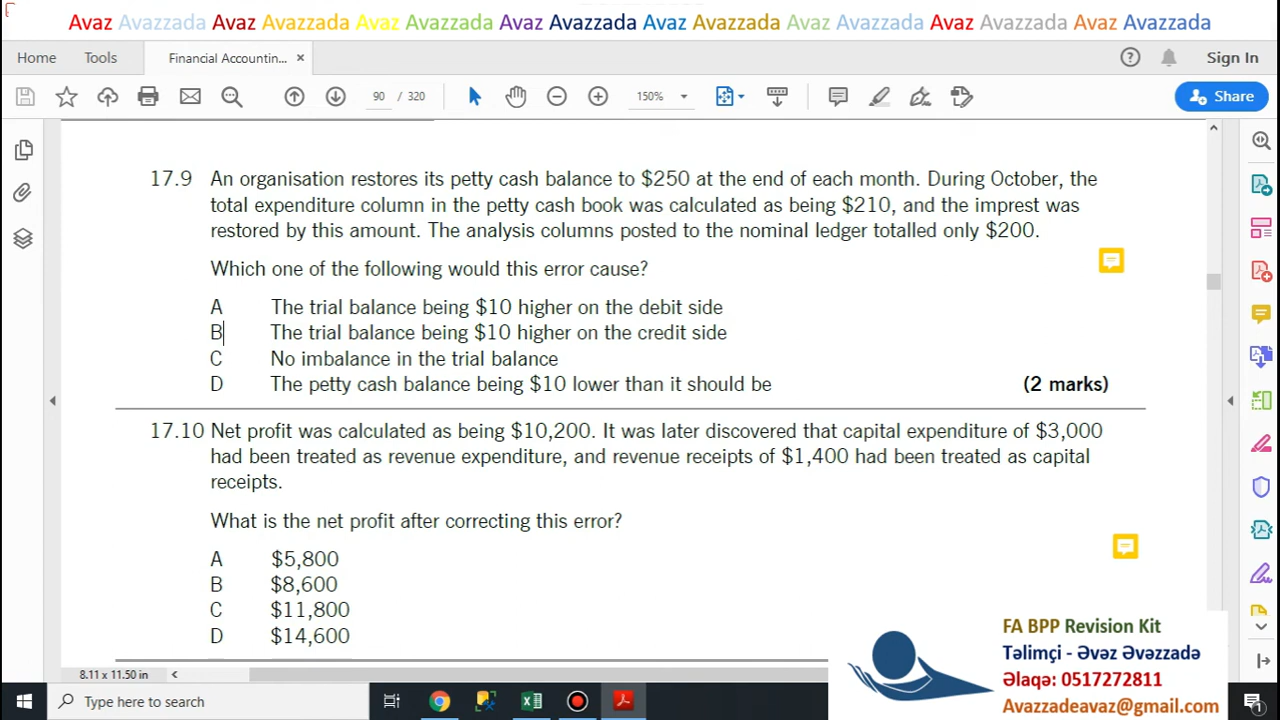 Avaz Avazzada Avaz Avazzada Avaz Avazzada Avaz Avazzada Avaz Avazzada Avaz Avazzada Avaz Avazzada Avaz Avazzada
Home Tools Financial Accountin... × Sign In
90 / 320 150% Share
17.9 An organisation restores its petty cash balance to $250 at the end of each month. During October, the
total expenditure column in the petty cash book was calculated as being $210, and the imprest was
restored by this amount. The analysis columns posted to the nominal ledger totalled only $200.
Which one of the following would this error cause?
A The trial balance being $10 higher on the debit side
B The trial balance being $10 higher on the credit side
C No imbalance in the trial balance
D The petty cash balance being $10 lower than it should be (2 marks)
17.10 Net profit was calculated as being $10,200. It was later discovered that capital expenditure of $3,000
had been treated as revenue expenditure, and revenue receipts of $1,400 had been treated as capital
receipts.
What is the net profit after correcting this error?
A $5,800
B $8,600
C $11,800
D $14,600
FA BPP Revision Kit
Təlimçi - Əvəz Əvəzzadə
Əlaqə: 0517272811
Avazzadeavaz@gmail.com
8.11 x 11.50 in
Type here to search
1